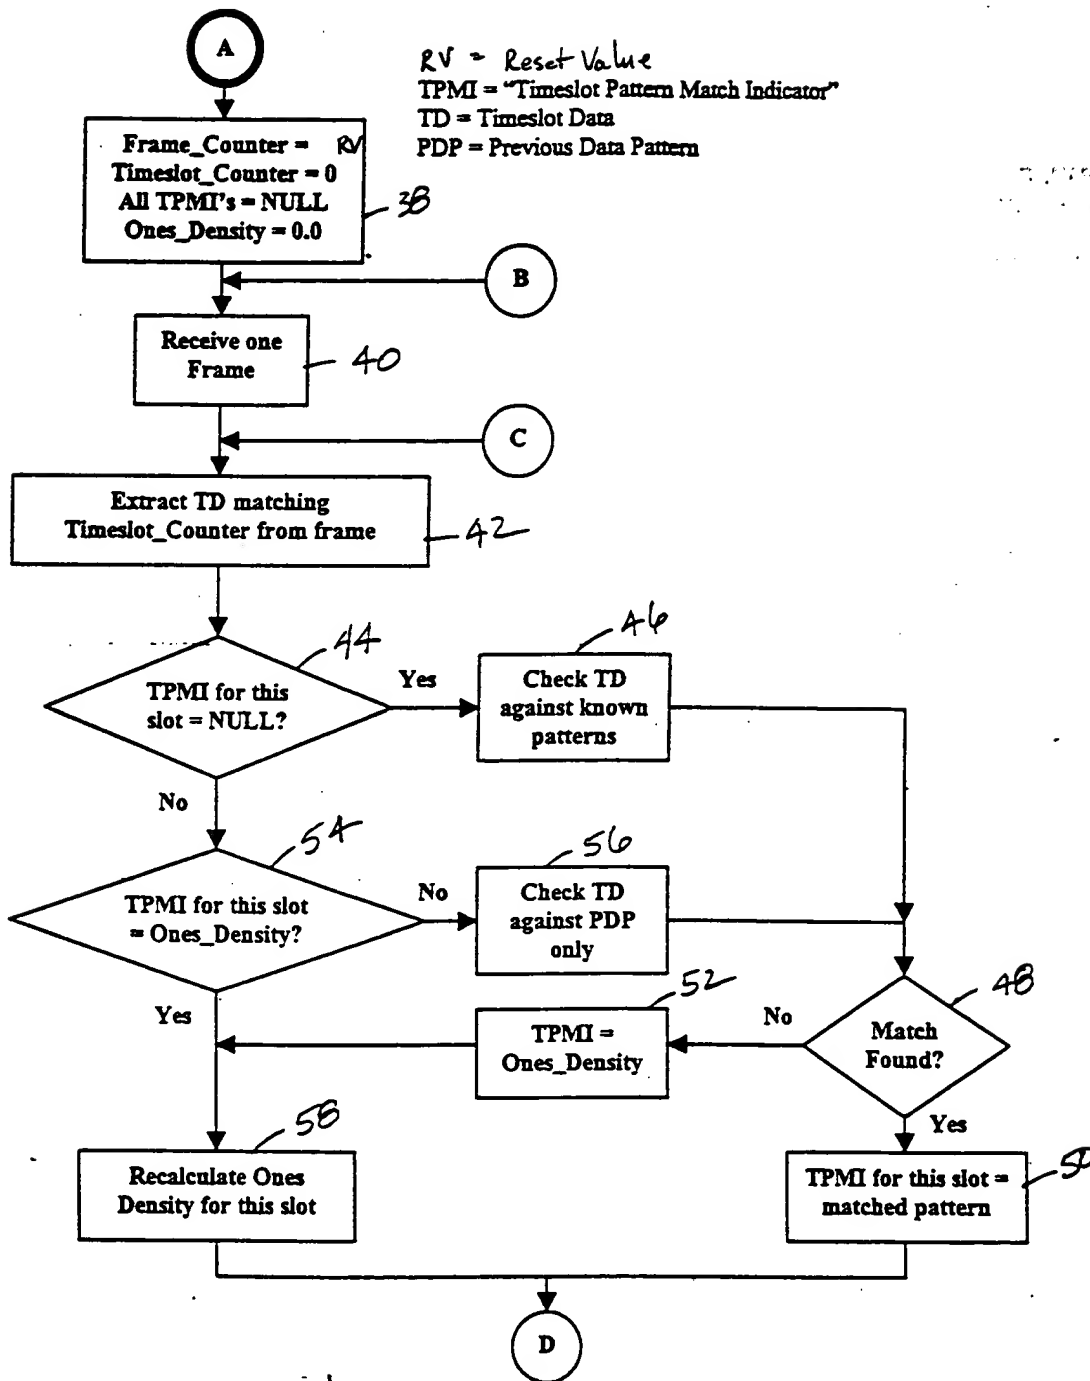 A
RV = Reset Value
TPMI = "Timeslot Pattern Match Indicator"
TD = Timeslot Data
PDP = Previous Data Pattern
Frame_Counter = RV
Timeslot_Counter = 0
All TPMI's = NULL
Ones_Density = 0.0
38
B
Receive one
Frame
40
C
Extract TD matching
Timeslot_Counter from frame
42
44
TPMI for this
slot = NULL?
Yes
46
Check TD
against known
patterns
No
54
TPMI for this slot
= Ones_Density?
No
56
Check TD
against PDP
only
Yes
52
TPMI =
Ones_Density
No
48
Match
Found?
Yes
58
Recalculate Ones
Density for this slot
TPMI for this slot =
matched pattern
50
D